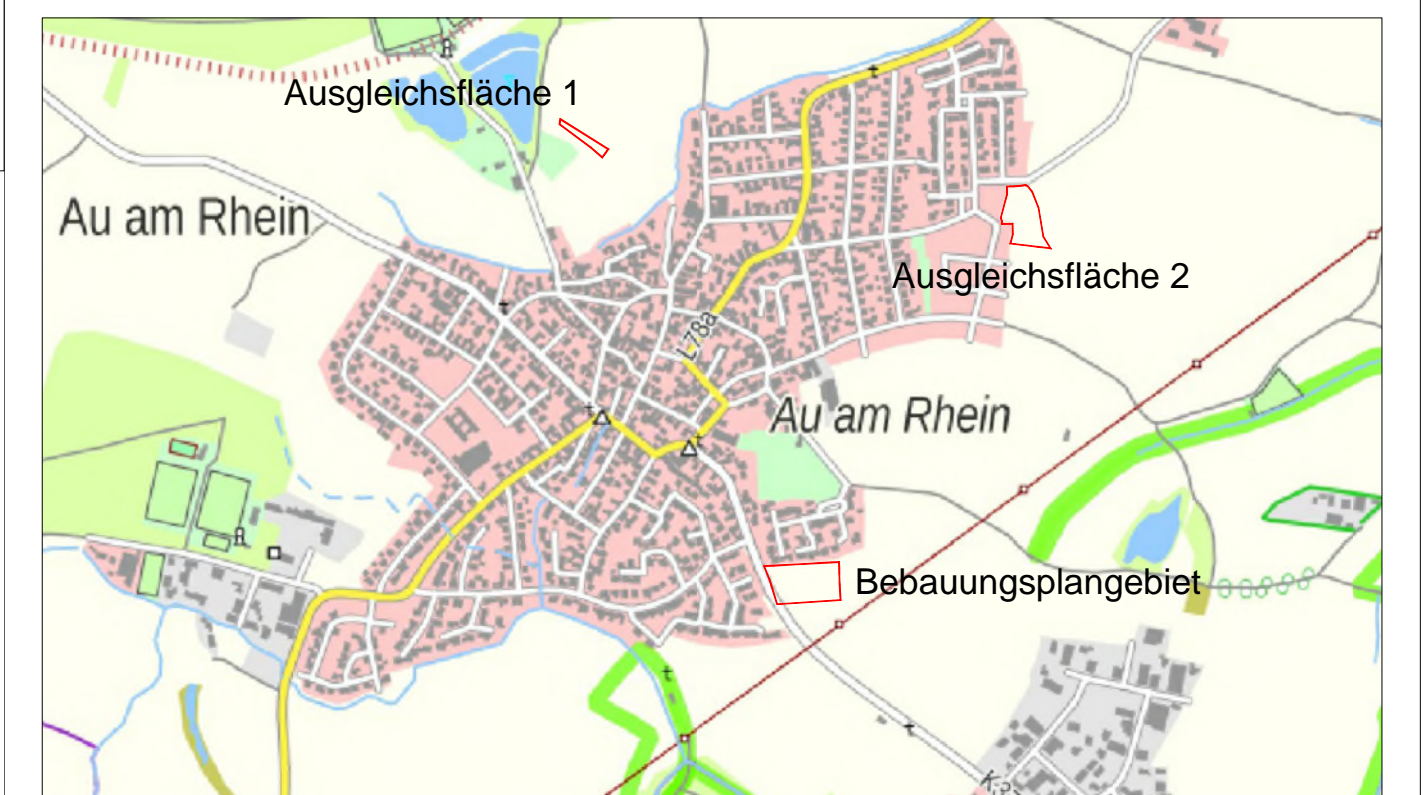 Ausgleichsfläche 1
Au am Rhein
Ausgleichsfläche 2
L78a
Au am Rhein
Bebauungsplangebiet